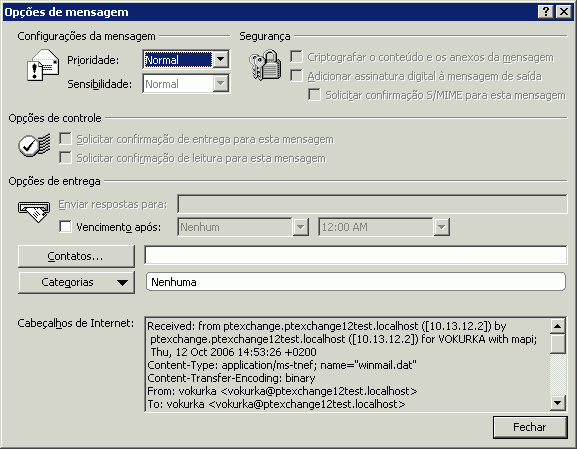 Opções de mensagem
Configurações da mensagem
Prioridade: Normal
Sensibilidade: Normal
Segurança
Criptografar o conteúdo e os anexos da mensagem
Adicionar assinatura digital à mensagem de saída
Solicitar confirmação S/MIME para esta mensagem
Opções de controle
Solicitar confirmação de entrega para esta mensagem
Solicitar confirmação de leitura para esta mensagem
Opções de entrega
Enviar respostas para:
Vencimento após: Nenhum 12:00 AM
Contatos...
Categorias Nenhuma
Cabeçalhos de Internet:
Received: from ptexchange.ptexchange12test.localhost ([10.13.12.2]) by
ptexchange.ptexchange12test.localhost ([10.13.12.2]) for VOKURKA with mapi;
Thu, 12 Oct 2006 14:53:26 +0200
Content-Type: application/ms-tnef; name="winmail.dat"
Content-Transfer-Encoding: binary
From: vokurka <vokurka@ptexchange12test.localhost>
To: vokurka <vokurka@ptexchange12test.localhost>
Fechar